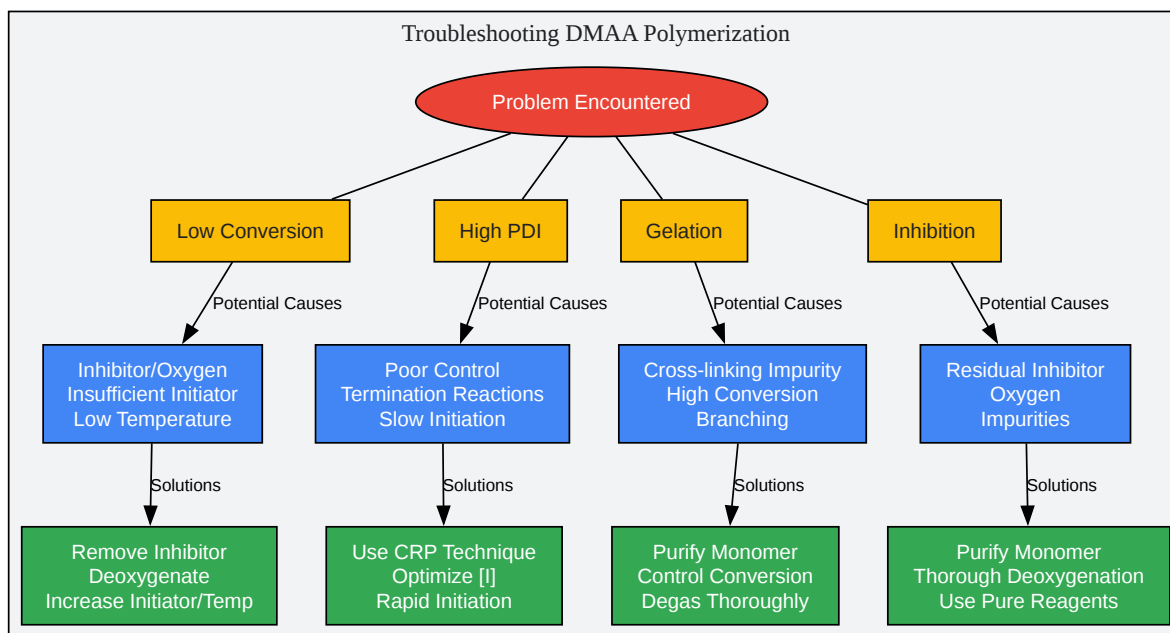 Troubleshooting DMAA Polymerization
Problem Encountered
Low Conversion
High PDI
Gelation
Inhibition
Potential Causes
Potential Causes
Potential Causes
Potential Causes
Inhibitor/Oxygen
Insufficient Initiator
Low Temperature
Poor Control
Termination Reactions
Slow Initiation
Cross-linking Impurity
High Conversion
Branching
Residual Inhibitor
Oxygen
Impurities
Solutions
Solutions
Solutions
Solutions
Remove Inhibitor
Deoxygenate
Increase Initiator/Temp
Use CRP Technique
Optimize [I]
Rapid Initiation
Purify Monomer
Control Conversion
Degas Thoroughly
Purify Monomer
Thorough Deoxygenation
Use Pure Reagents